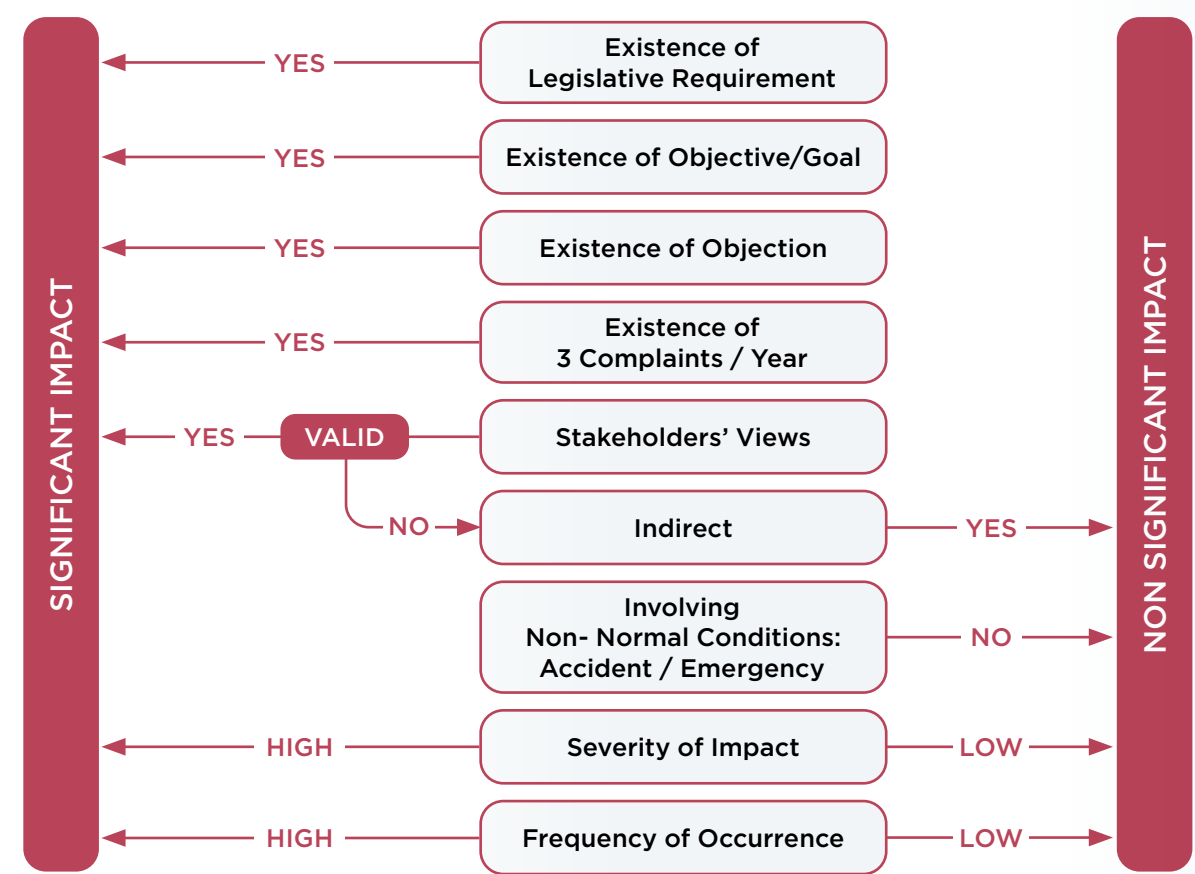 SIGNIFICANT IMPACT
YES
Existence of
Legislative Requirement
YES
Existence of Objective/Goal
YES
Existence of Objection
YES
Existence of
3 Complaints / Year
YES
VALID
Stakeholders’ Views
NO
Indirect
YES
Involving
Non- Normal Conditions:
Accident / Emergency
NO
HIGH
Severity of Impact
LOW
HIGH
Frequency of Occurrence
LOW
NON SIGNIFICANT IMPACT